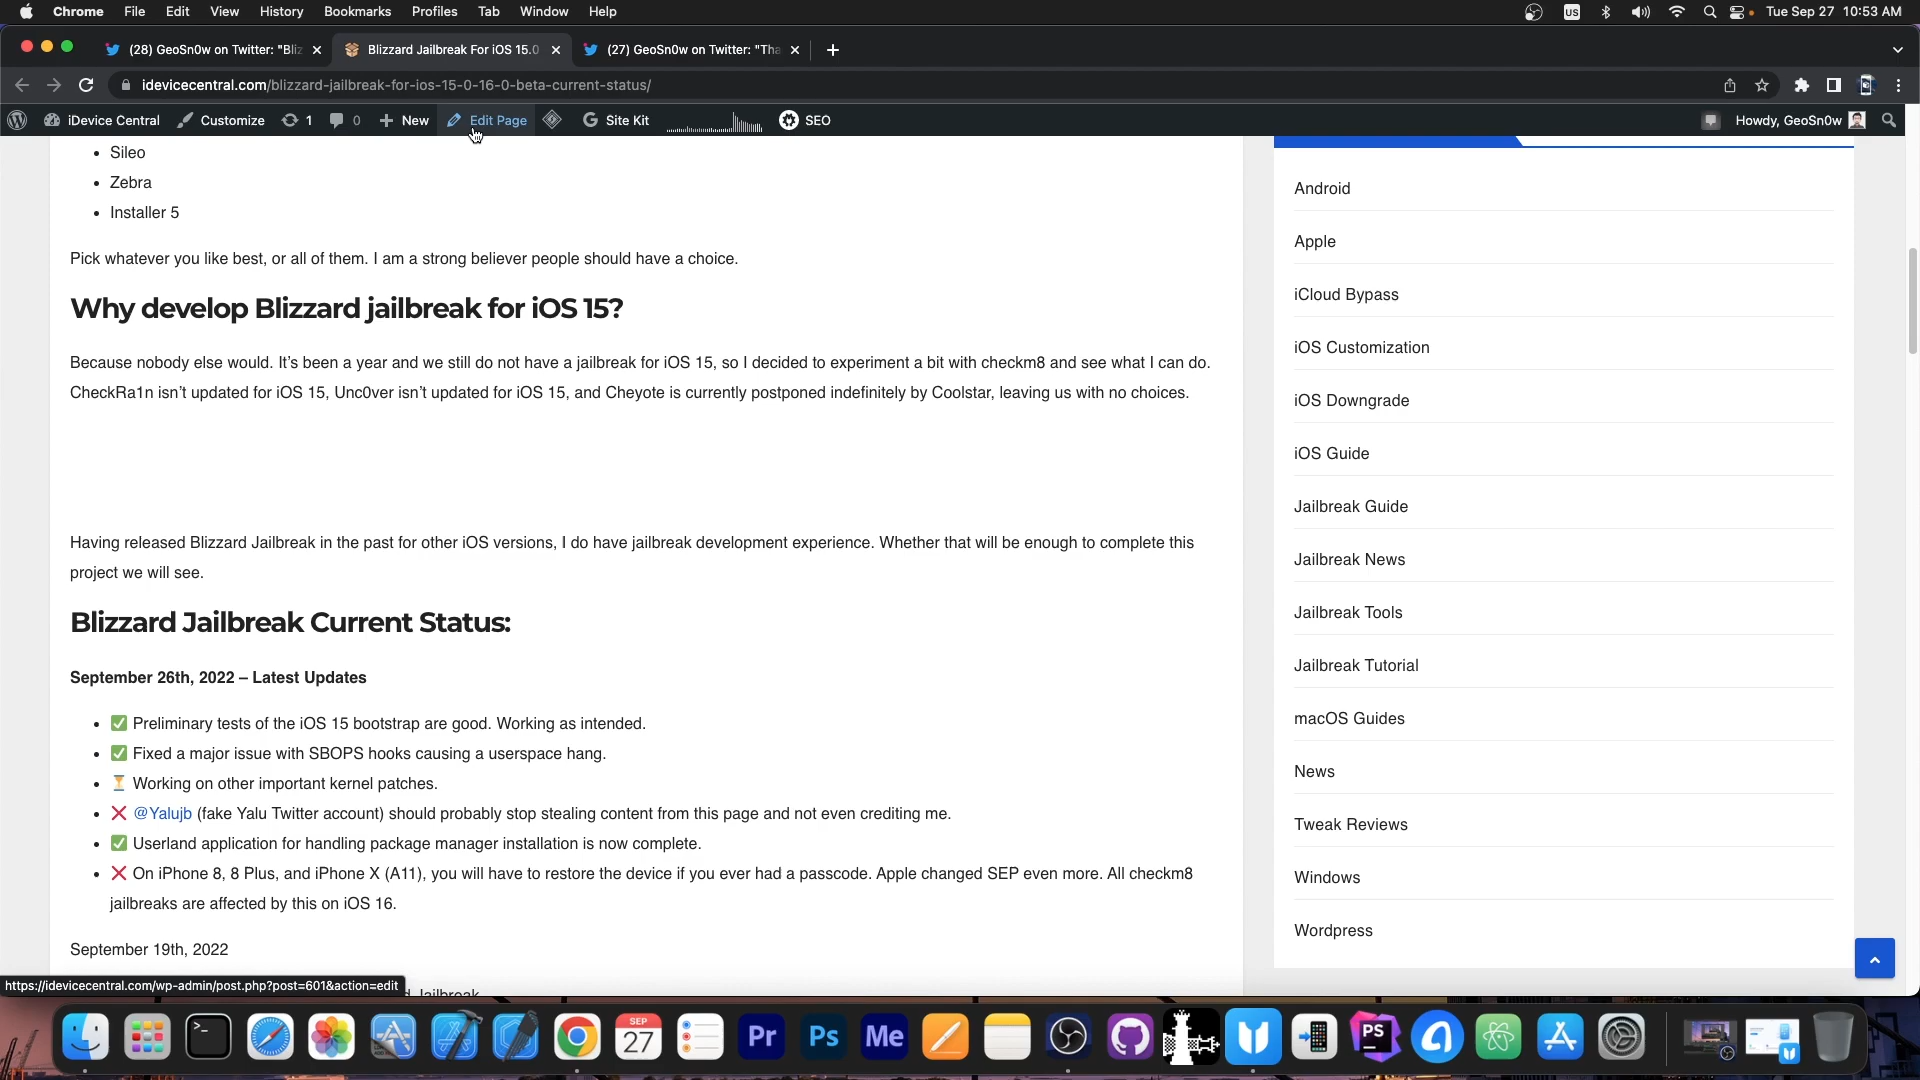 Chrome File Edit View History Bookmarks Profiles Tab Window Help US Tue Sep 27 10:53 AM
(28) GeoSn0w on Twitter: "Bliz Blizzard Jailbreak For iOS 15.0 (27) GeoSn0w on Twitter: "Tha
idevicecentral.com/blizzard-jailbreak-for-ios-15-0-16-0-beta-current-status/
iDevice Central Customize 1 0 New Edit Page Site Kit SEO Howdy, GeoSn0w
• Sileo
• Zebra
• Installer 5
Pick whatever you like best, or all of them. I am a strong believer people should have a choice.
Why develop Blizzard jailbreak for iOS 15?
Because nobody else would. It's been a year and we still do not have a jailbreak for iOS 15, so I decided to experiment a bit with checkm8 and see what I can do.
CheckRa1n isn't updated for iOS 15, Unc0ver isn't updated for iOS 15, and Cheyote is currently postponed indefinitely by Coolstar, leaving us with no choices.
Having released Blizzard Jailbreak in the past for other iOS versions, I do have jailbreak development experience. Whether that will be enough to complete this
project we will see.
Blizzard Jailbreak Current Status:
September 26th, 2022 – Latest Updates
• ✅ Preliminary tests of the iOS 15 bootstrap are good. Working as intended.
• ✅ Fixed a major issue with SBOPS hooks causing a userspace hang.
• ⏳ Working on other important kernel patches.
• ❌ @Yalujb (fake Yalu Twitter account) should probably stop stealing content from this page and not even crediting me.
• ✅ Userland application for handling package manager installation is now complete.
• ❌ On iPhone 8, 8 Plus, and iPhone X (A11), you will have to restore the device if you ever had a passcode. Apple changed SEP even more. All checkm8
jailbreaks are affected by this on iOS 16.
September 19th, 2022
Jailbreak
https://idevicecentral.com/wp-admin/post.php?post=601&action=edit
Android
Apple
iCloud Bypass
iOS Customization
iOS Downgrade
iOS Guide
Jailbreak Guide
Jailbreak News
Jailbreak Tools
Jailbreak Tutorial
macOS Guides
News
Tweak Reviews
Windows
Wordpress
SEP
27
Pr
Ps
Me
PS